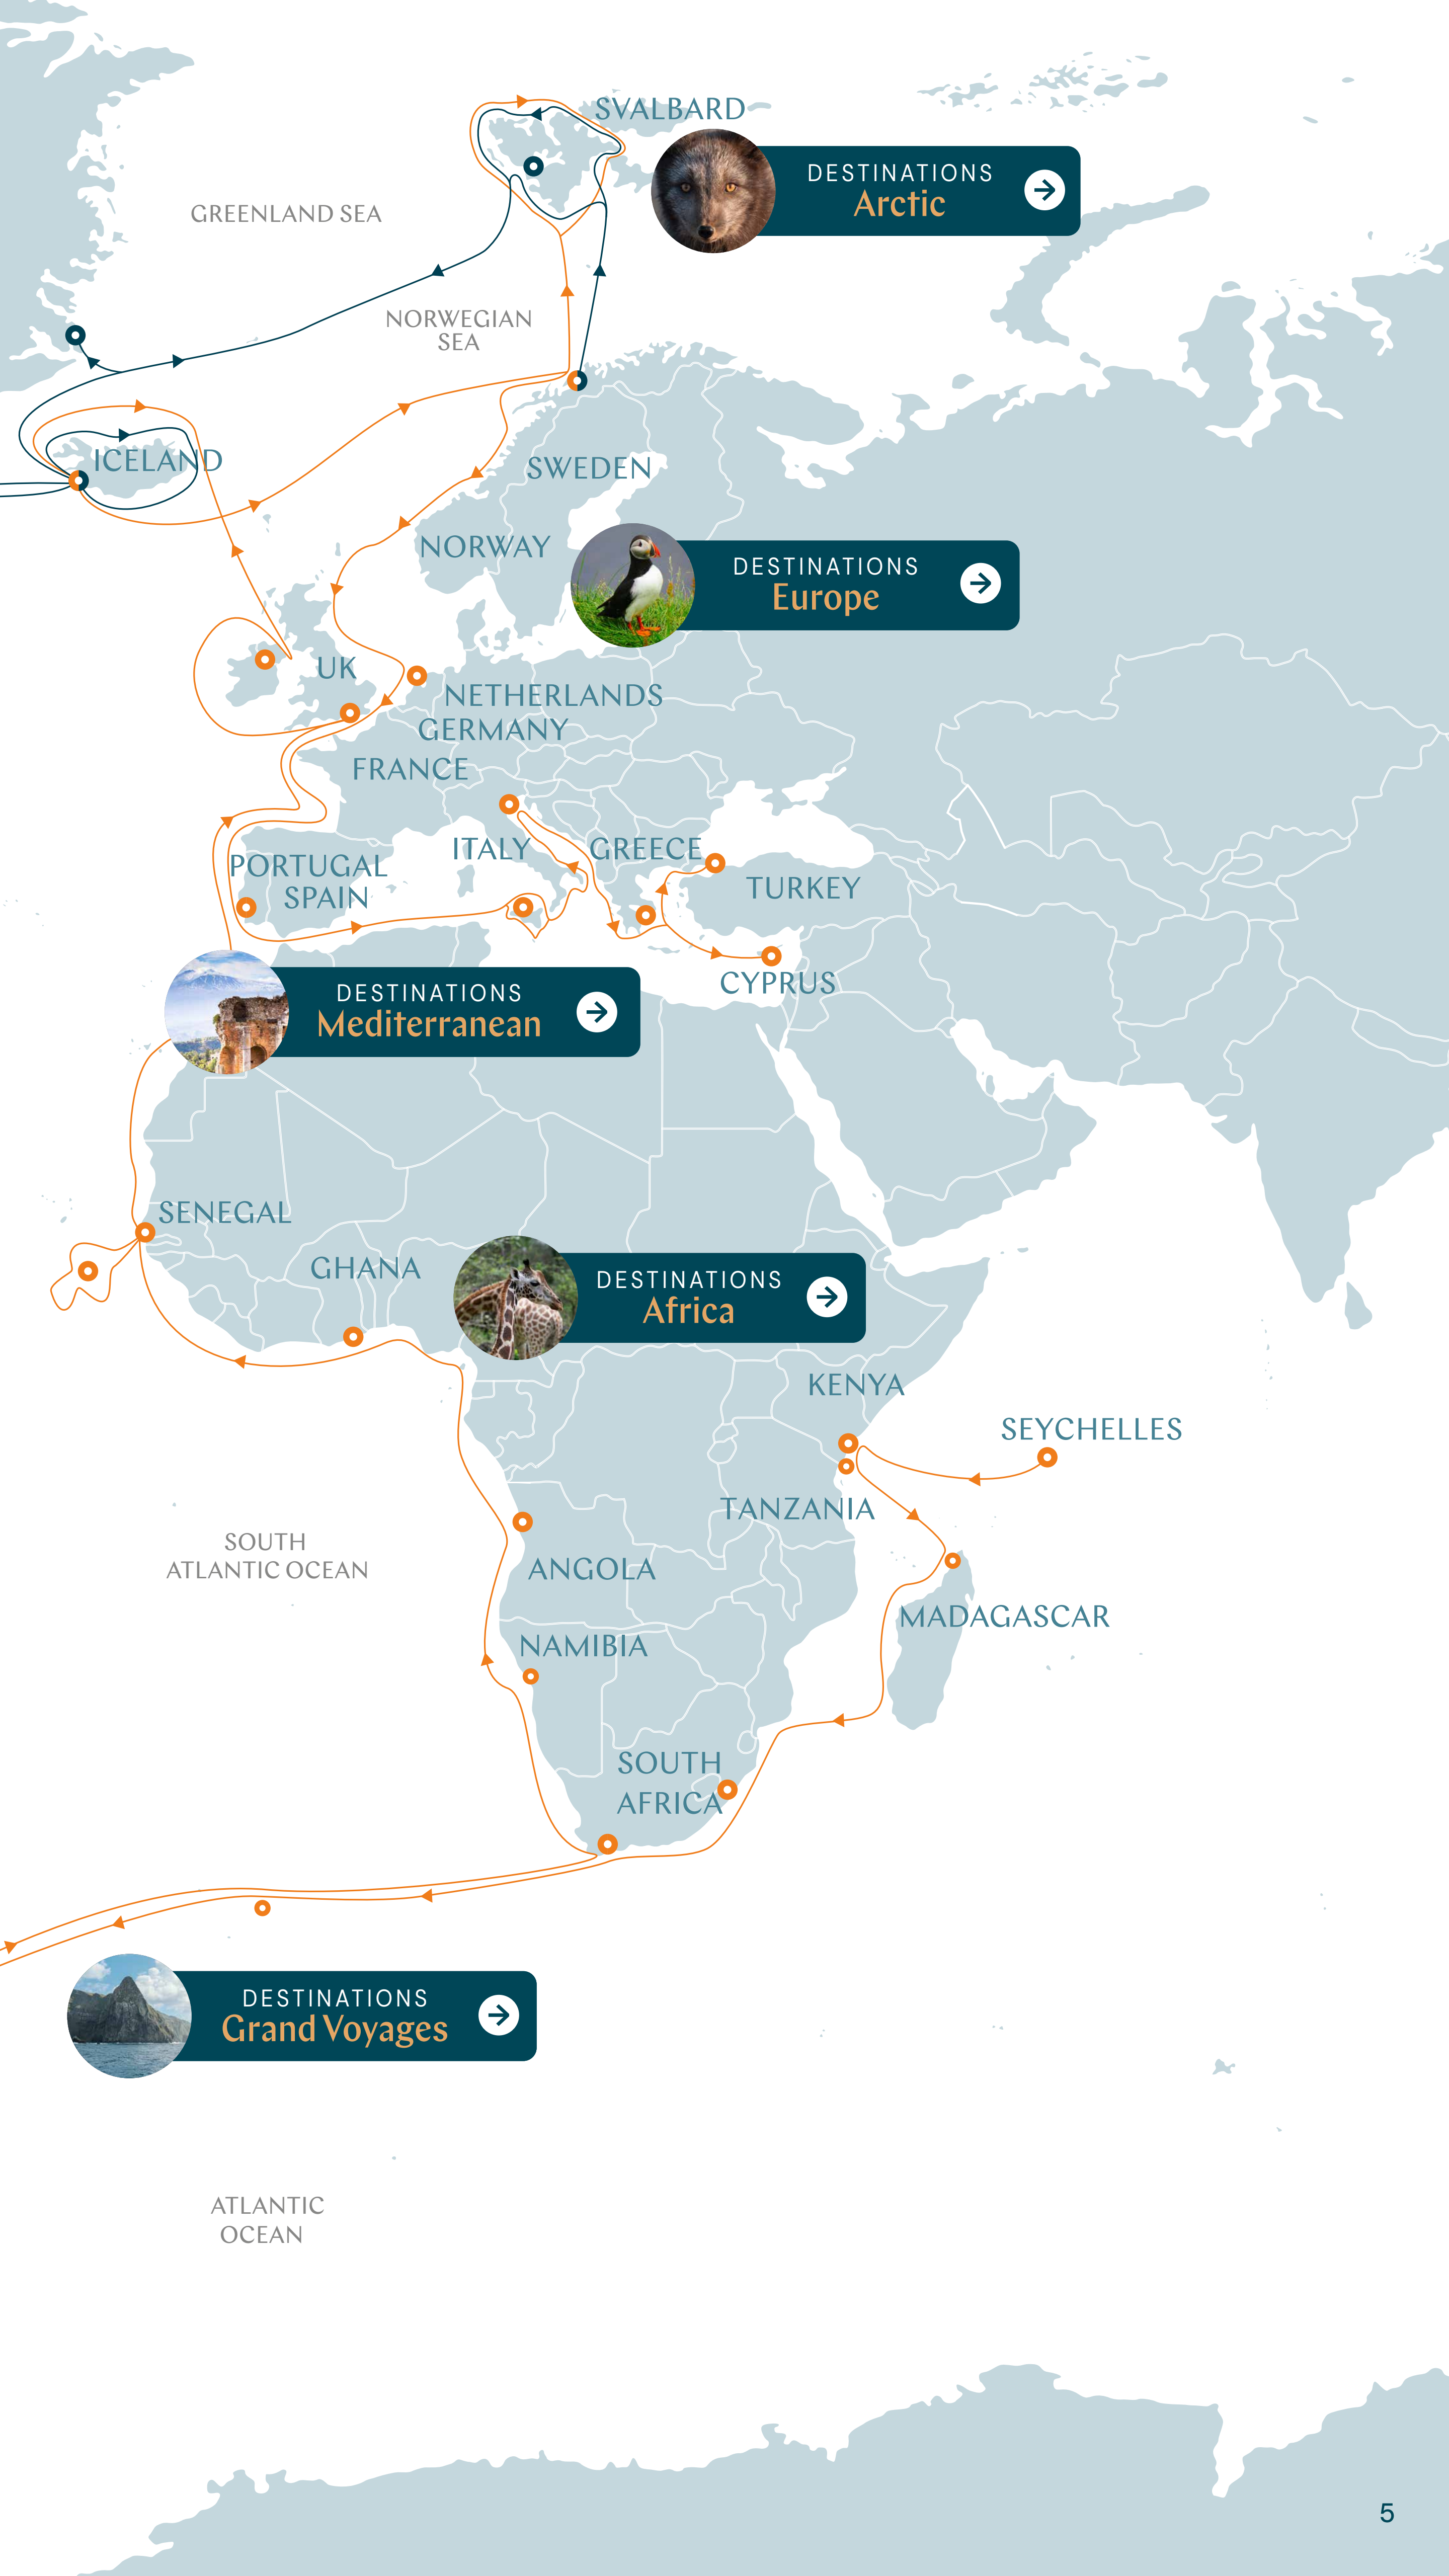 SVALBARD
DESTINATIONS
Arctic
GREENLAND SEA
NORWEGIAN
SEA
ICELAND
SWEDEN
NORWAY
DESTINATIONS
Europe
UK
NETHERLANDS
GERMANY
FRANCE
ITALY
GREECE
PORTUGAL
SPAIN
TURKEY
CYPRUS
DESTINATIONS
Mediterranean
SENEGAL
GHANA
DESTINATIONS
Africa
KENYA
SEYCHELLES
TANZANIA
SOUTH
ATLANTIC OCEAN
ANGOLA
MADAGASCAR
NAMIBIA
SOUTH
AFRICA
DESTINATIONS
Grand Voyages
ATLANTIC
OCEAN
5